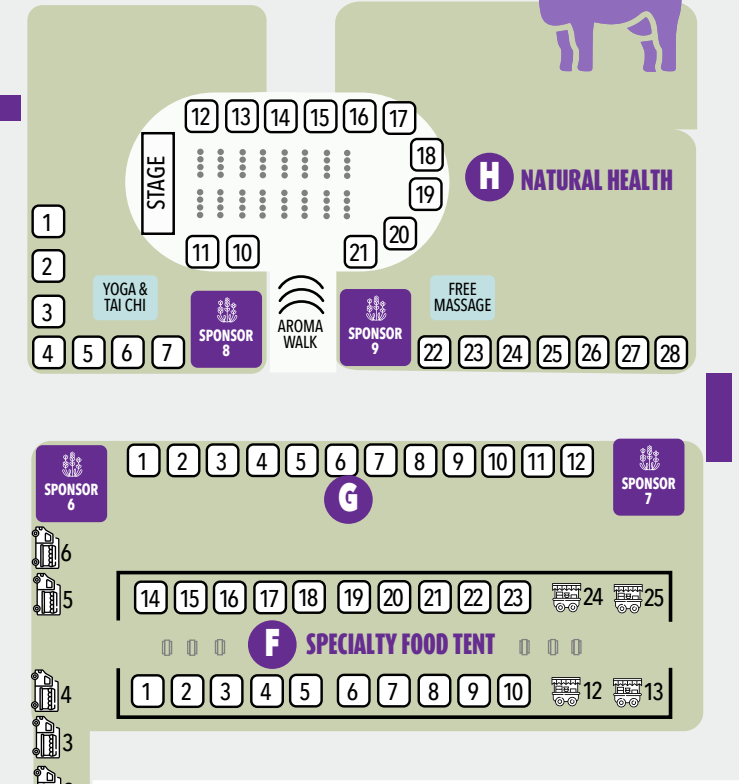 12 13 14 15 16 17
STAGE
18
H NATURAL HEALTH
19
1
20
11 10
21
2
YOGA &
TAI CHI
FREE
MASSAGE
3
SPONSOR
8
AROMA
WALK
SPONSOR
9
4 5 6 7
22 23 24 25 26 27 28
1 2 3 4 5 6 7 8 9 10 11 12
SPONSOR
6
G
SPONSOR
7
6
5
14 15 16 17 18 19 20 21 22 23 24 25
F SPECIALTY FOOD TENT
4
1 2 3 4 5 6 7 8 9 10 12 13
3